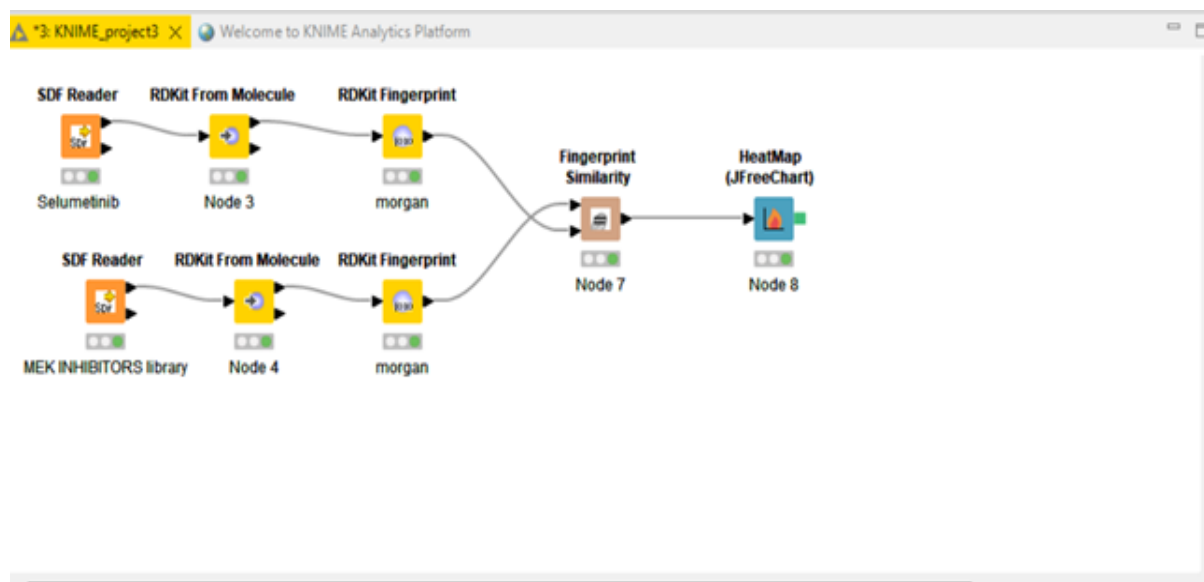 *3: KNIME_project3
Welcome to KNIME Analytics Platform
SDF Reader
RDKit From Molecule
RDKit Fingerprint
SDF
Selumetinib
Node 3
morgan
Fingerprint
Similarity
HeatMap
(JFreeChart)
Node 7
Node 8
SDF Reader
RDKit From Molecule
RDKit Fingerprint
SDF
MEK INHIBITORS library
Node 4
morgan